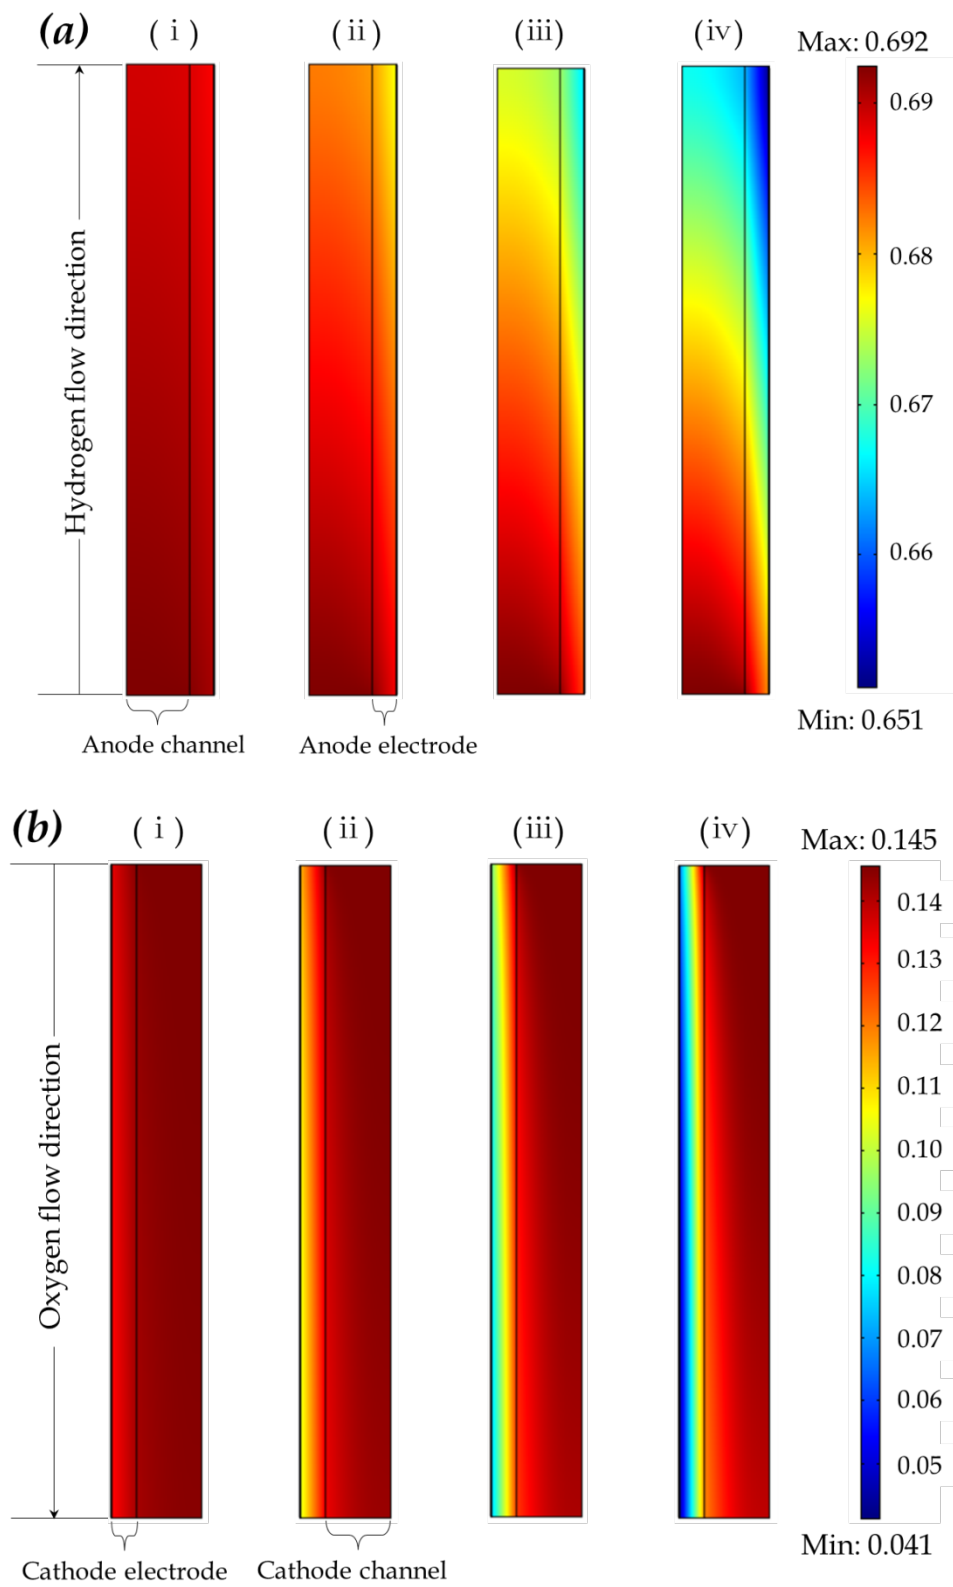 (a)
( i )
(ii)
(iii)
(iv)
Max: 0.692
0.69
0.68
0.67
0.66
Min: 0.651
Hydrogen flow direction
Anode channel
Anode electrode
(b)
( i )
(ii)
(iii)
(iv)
Max: 0.145
0.14
0.13
0.12
0.11
0.10
0.09
0.08
0.07
0.06
0.05
Min: 0.041
Oxygen flow direction
Cathode electrode
Cathode channel